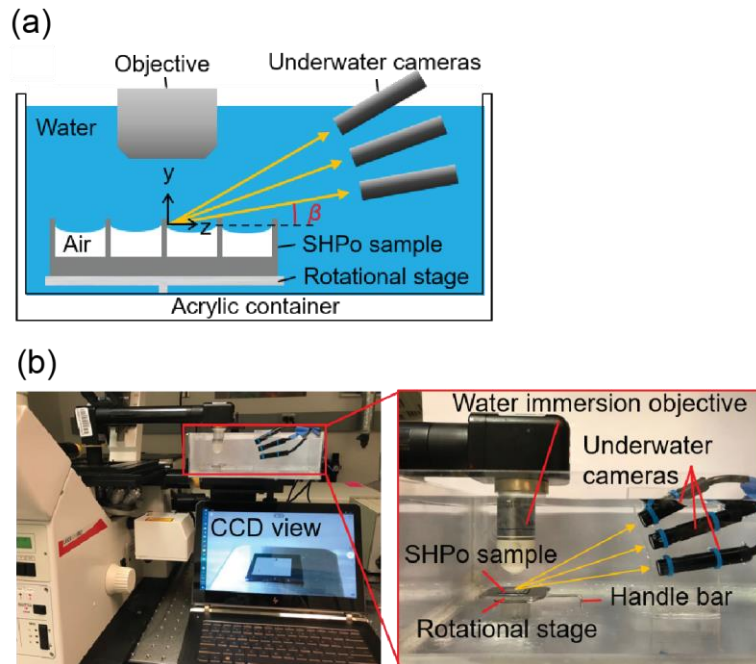 (a)
Objective
Underwater cameras
Water
y
β
z
Air
SHPo sample
Rotational stage
Acrylic container
(b)
Water immersion objective
Underwater
cameras
CCD view
SHPo sample
Handle bar
Rotational stage